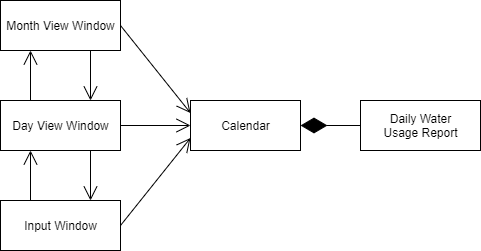 Month View Window
Day View Window
Calendar
Daily Water
Usage Report
Input Window